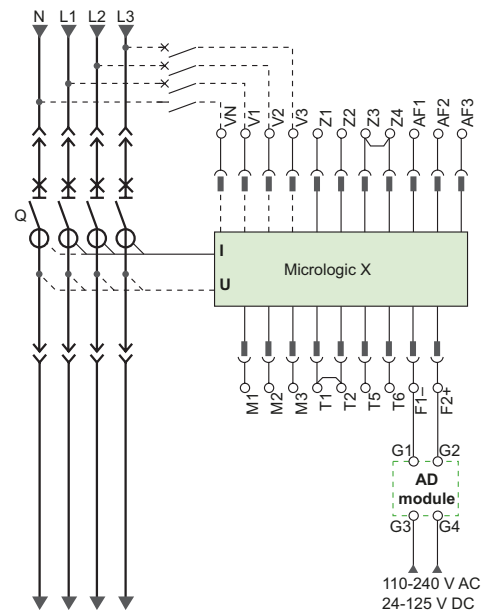 N L1 L2 L3
VN V1 V2 V3 Z1 Z2 Z3 Z4 AF1 AF2 AF3
Q
I
Micrologic X
U
M1 M2 M3 T1 T2 T5 T6 F1– F2+
G1 G2
AD
module
G3 G4
110-240 V AC
24-125 V DC